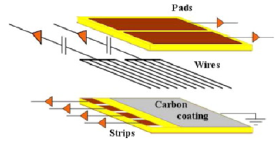 Pads
Wires
Carbon
coating
Strips